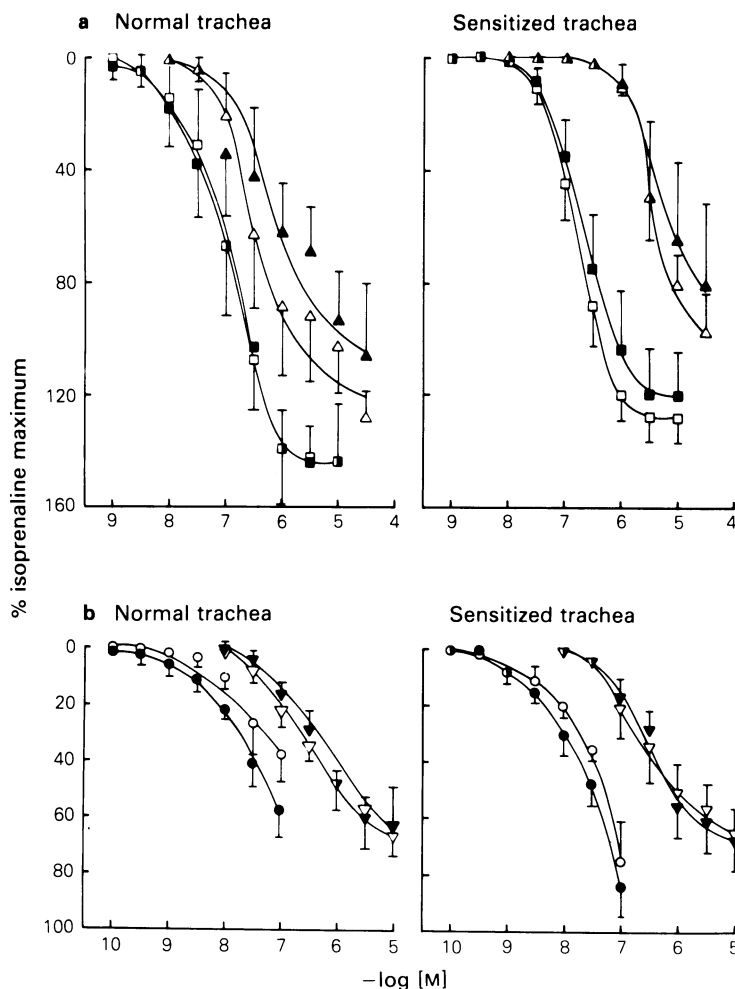 a Normal trachea
Sensitized trachea
0
40
80
120
160
9 8 7 6 5 4
9 8 7 6 5 4
% isoprenaline maximum
b Normal trachea
Sensitized trachea
0
20
40
60
80
100
10 9 8 7 6 5
10 9 8 7 6 5
−log [M]